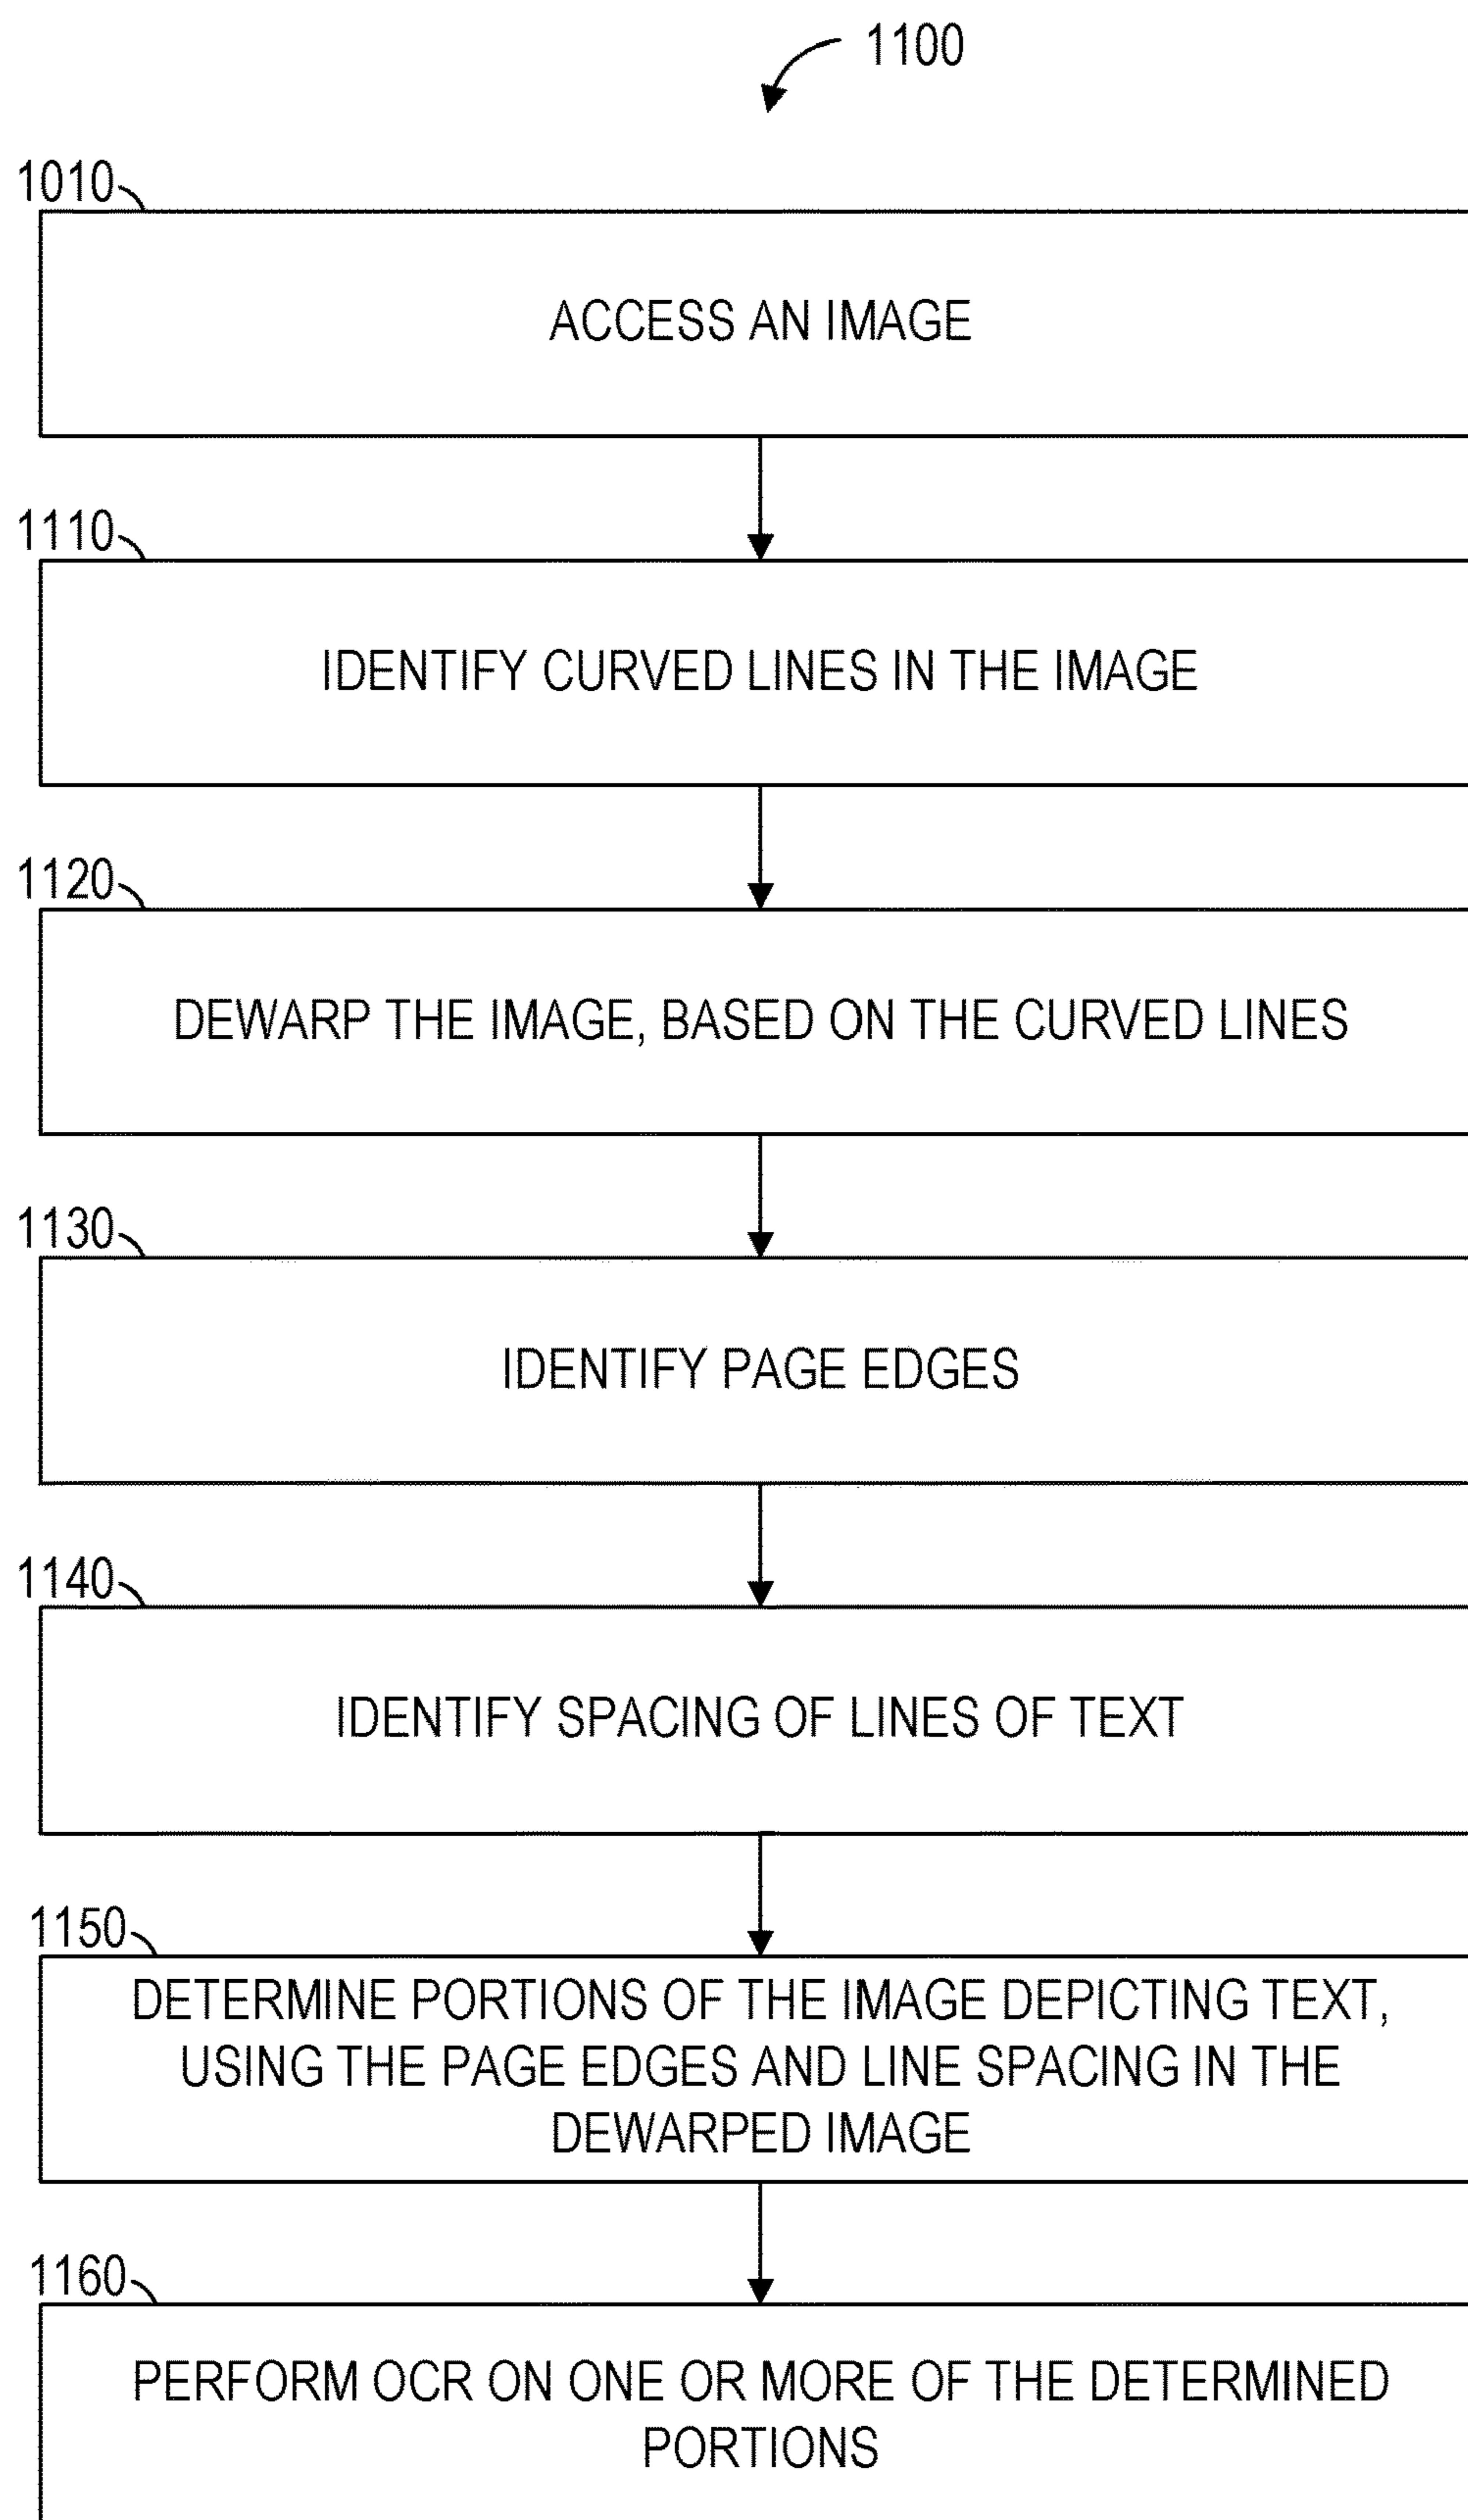 1100
1010
ACCESS AN IMAGE
1110
IDENTIFY CURVED LINES IN THE IMAGE
1120
DEWARP THE IMAGE, BASED ON THE CURVED LINES
1130
IDENTIFY PAGE EDGES
1140
IDENTIFY SPACING OF LINES OF TEXT
1150
DETERMINE PORTIONS OF THE IMAGE DEPICTING TEXT,
USING THE PAGE EDGES AND LINE SPACING IN THE
DEWARPED IMAGE
1160
PERFORM OCR ON ONE OR MORE OF THE DETERMINED
PORTIONS